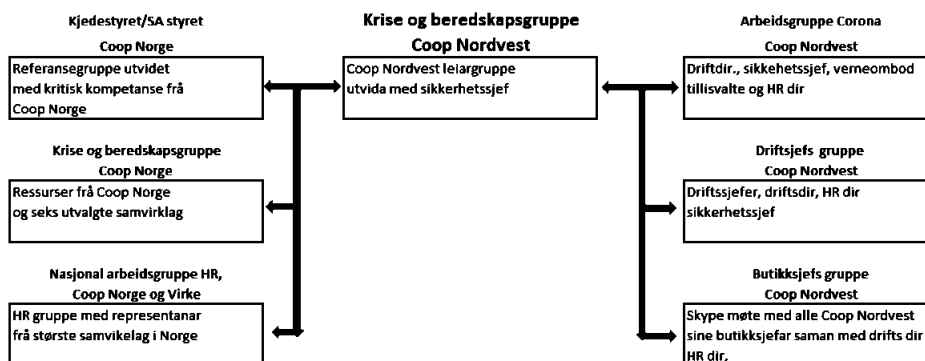 Kjedestyret/SA styret
Coop Norge
Referansegruppe utvidet
med kritisk kompetanse frå
Coop Norge
Krise og beredskapsgruppe
Coop Norge
Ressurser frå Coop Norge
og seks utvalgte samvirklag
Nasjonal arbeidsgruppe HR,
Coop Norge og Virke
HR gruppe med representanar
frå største samvikelag i Norge
Krise og beredskapsgruppe
Coop Nordvest
Coop Nordvest leiargruppe
utvida med sikkerhetssjef
Arbeidsgruppe Corona
Coop Nordvest
Driftdir., sikkehetssjef, verneombod
tillisvalte og HR dir
Driftsjefs gruppe
Coop Nordvest
Driftssjefer, driftsdir, HR dir
sikkerhetssjef
Butikksjefs gruppe
Coop Nordvest
Skype møte med alle Coop Nordvest
sine butikksjefar saman med drifts dir
HR dir,